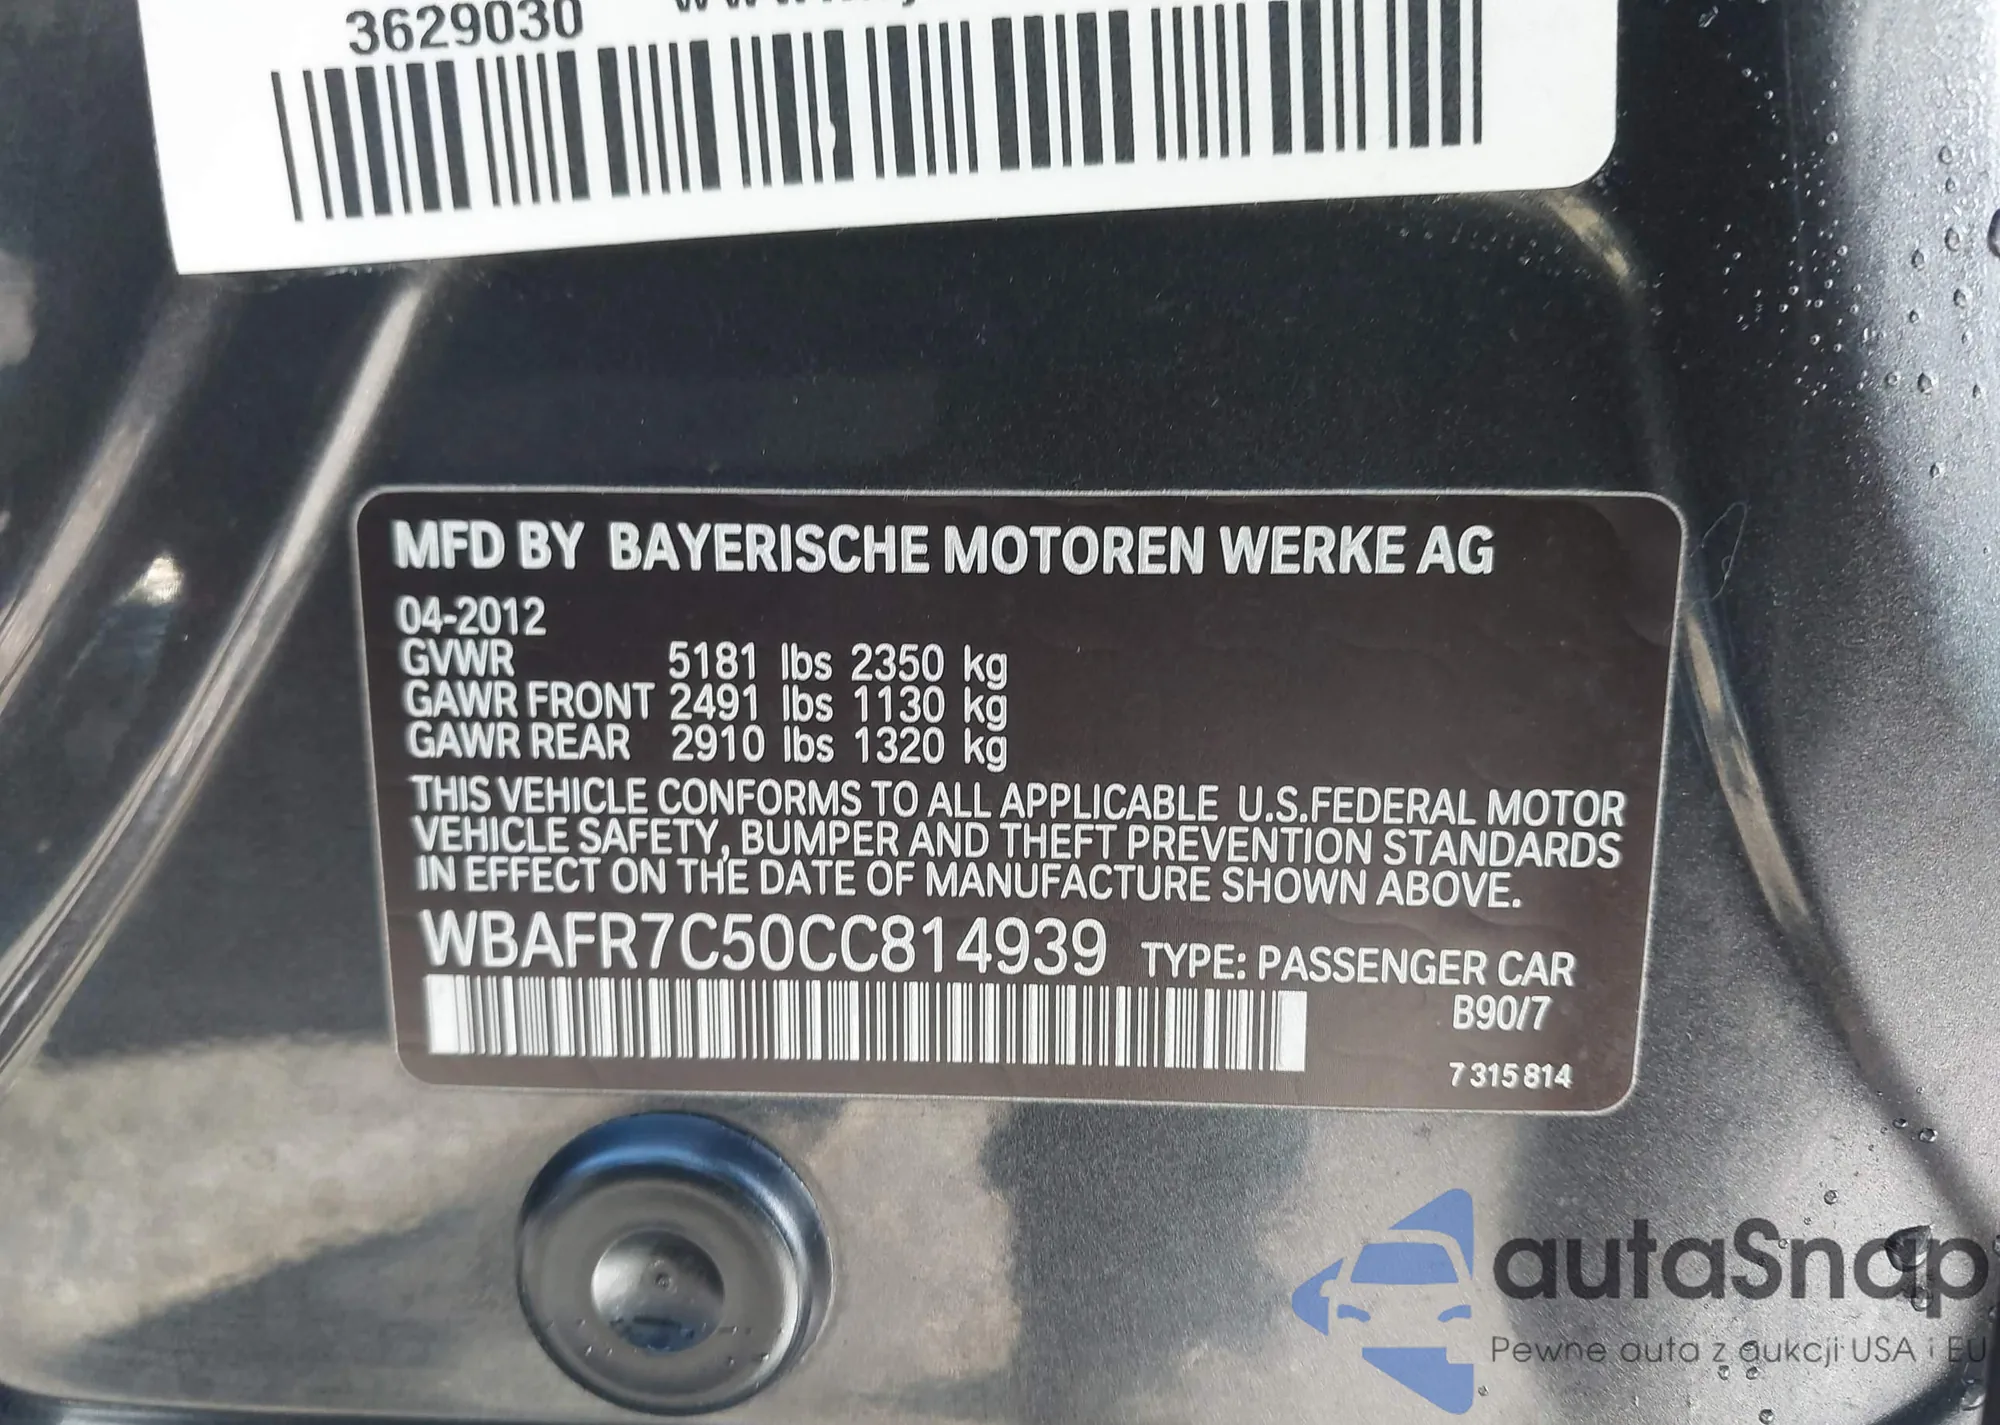 3629030
MFD BY BAYERISCHE MOTOREN WERKE AG
04-2012
GVWR 5181 lbs 2350 kg
GAWR FRONT 2491 lbs 1130 kg
GAWR REAR 2910 lbs 1320 kg
THIS VEHICLE CONFORMS TO ALL APPLICABLE U.S.FEDERAL MOTOR
VEHICLE SAFETY, BUMPER AND THEFT PREVENTION STANDARDS
IN EFFECT ON THE DATE OF MANUFACTURE SHOWN ABOVE.
WBAFR7C50CC814939 TYPE: PASSENGER CAR
B90/7
7 315 814
autaSnap
Pewne auta z aukcji USA i EU